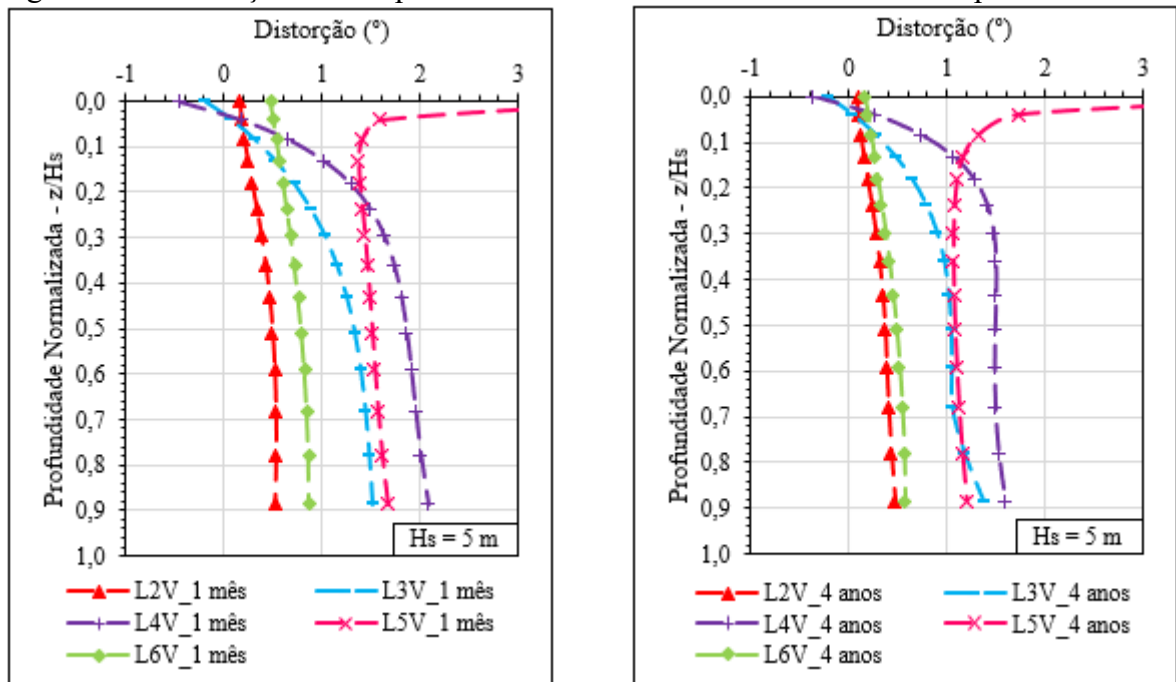 Distorção (°)
-1 0 1 2 3
0,0
0,1
0,2
0,3
0,4
0,5
0,6
0,7
0,8
0,9
1,0
Profundidade Normalizada - z/Hs
Hs = 5 m
L2V_1 mês L3V_1 mês
L4V_1 mês L5V_1 mês
L6V_1 mês
Distorção (°)
-1 0 1 2 3
0,0
0,1
0,2
0,3
0,4
0,5
0,6
0,7
0,8
0,9
1,0
Profundidade Normalizada - z/Hs
Hs = 5 m
L2V_4 anos L3V_4 anos
L4V_4 anos L5V_4 anos
L6V_4 anos